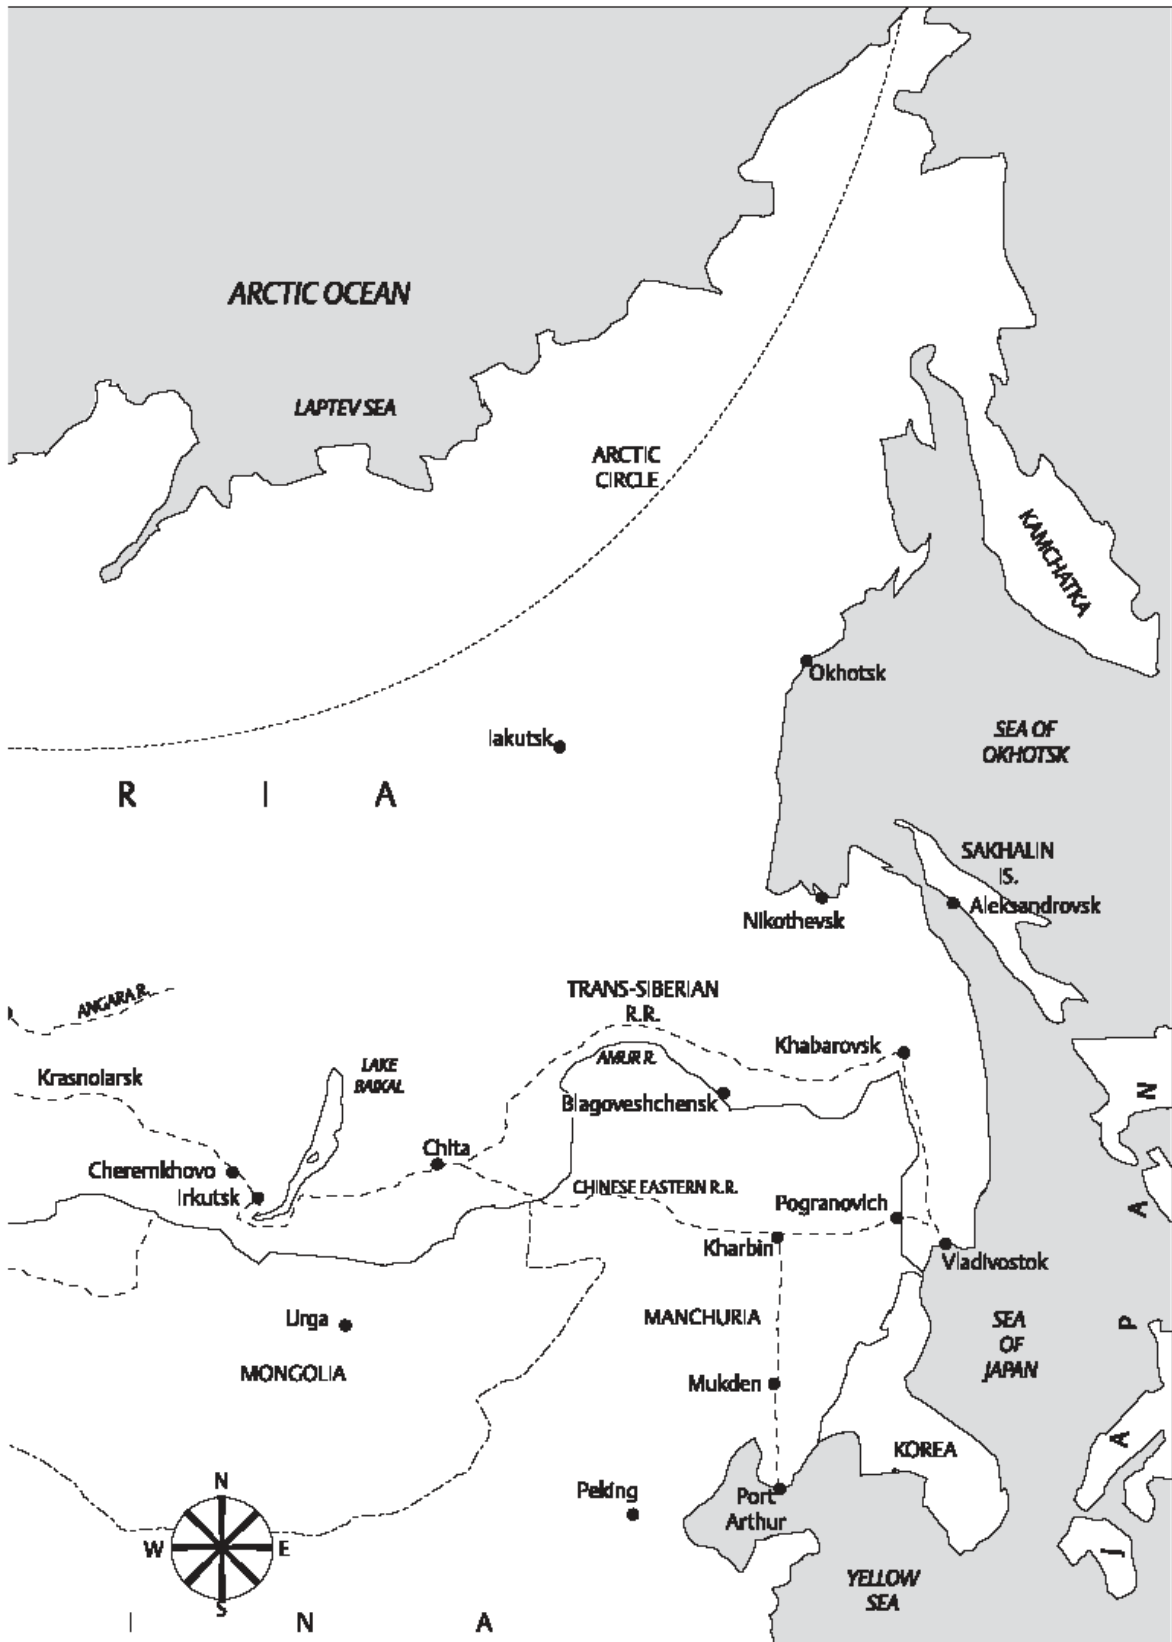 ARCTIC OCEAN
LAPTEV SEA
ARCTIC
CIRCLE
KAMCHATKA
Okhotsk
SEA OF
OKHOTSK
Iakutsk
R I A
SAKHALIN
IS.
Aleksandrovsk
Nikothevsk
ANGARA R.
TRANS-SIBERIAN
R.R.
AMUR R.
Khabarovsk
LAKE
BAIKAL
Krasnolarsk
Blagoveshchensk
Chita
Cheremkhovo
Irkutsk
CHINESE EASTERN R.R.
Pogranovich
Kharbin
Vladivostok
Urga
MANCHURIA
SEA
OF
JAPAN
MONGOLIA
Mukden
KOREA
Peking
Port
Arthur
J A P A N
N
W E
S
YELLOW
SEA
I N A